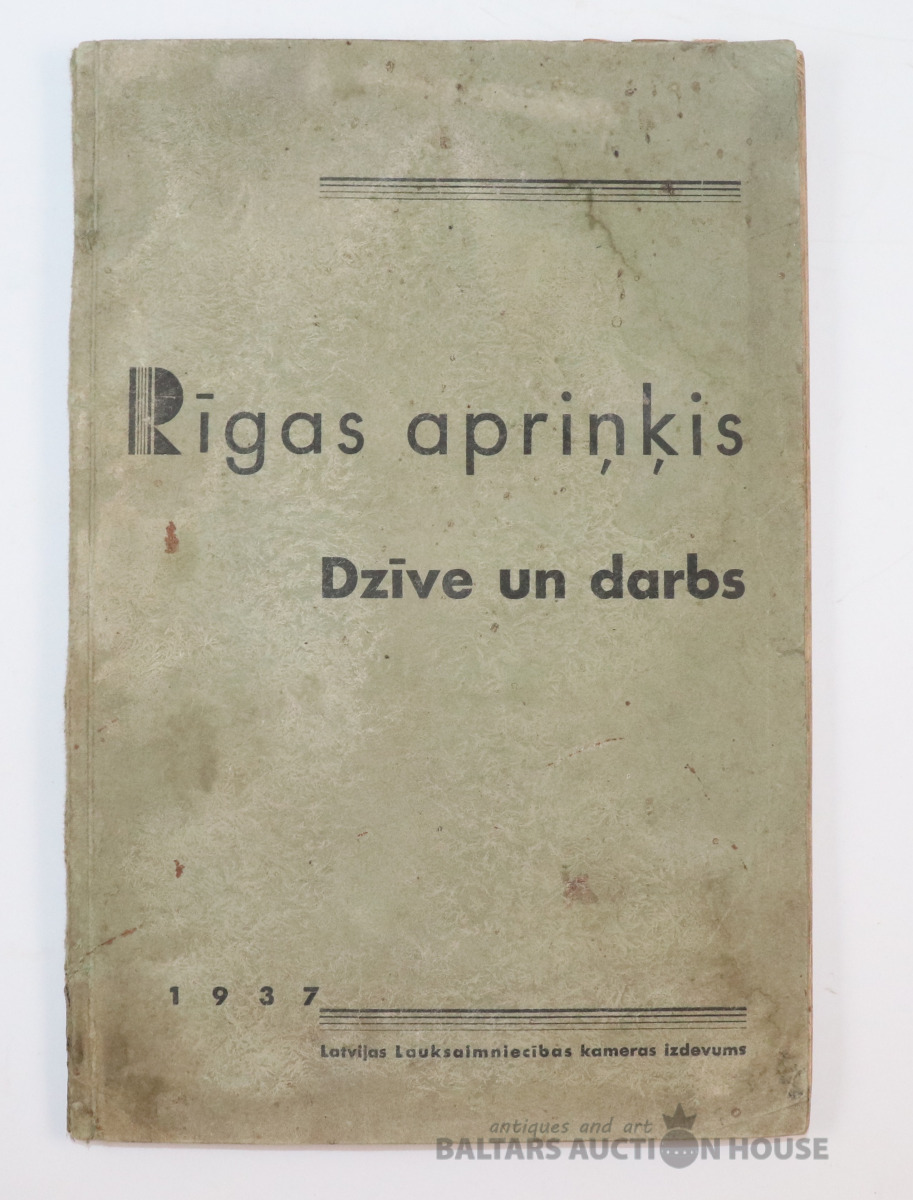 Rīgas apriņķis
Dzīve un darbs
1937
Latvijas Lauksaimniecības kameras izdevums
antiques and art
BALTARS AUCTION HOUSE